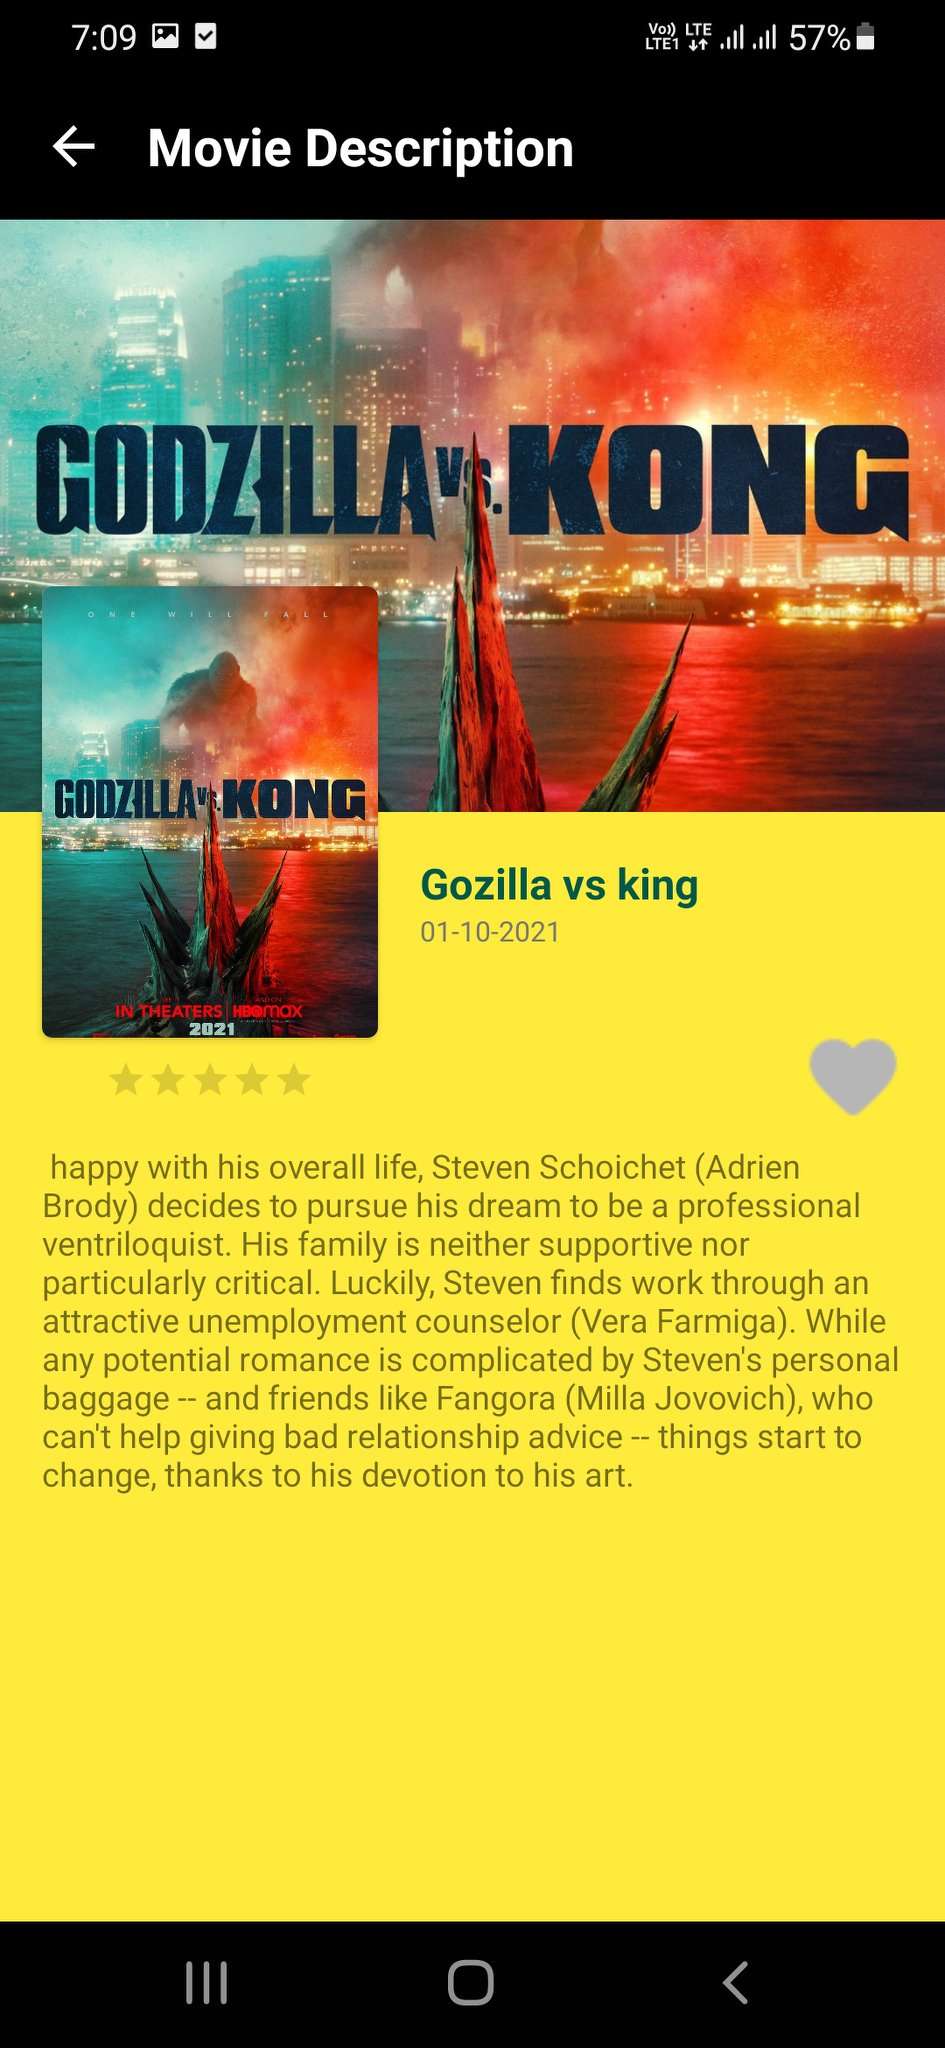 7:09
Vo)) LTE
LTE1
57%
Movie Description
GODZILLA VS. KONG
ONE WILL FALL
GODZILLA VS. KONG
IN THEATERS HBOMAX
2021
Gozilla vs king
01-10-2021
happy with his overall life, Steven Schoichet (Adrien
Brody) decides to pursue his dream to be a professional
ventriloquist. His family is neither supportive nor
particularly critical. Luckily, Steven finds work through an
attractive unemployment counselor (Vera Farmiga). While
any potential romance is complicated by Steven's personal
baggage -- and friends like Fangora (Milla Jovovich), who
can't help giving bad relationship advice -- things start to
change, thanks to his devotion to his art.